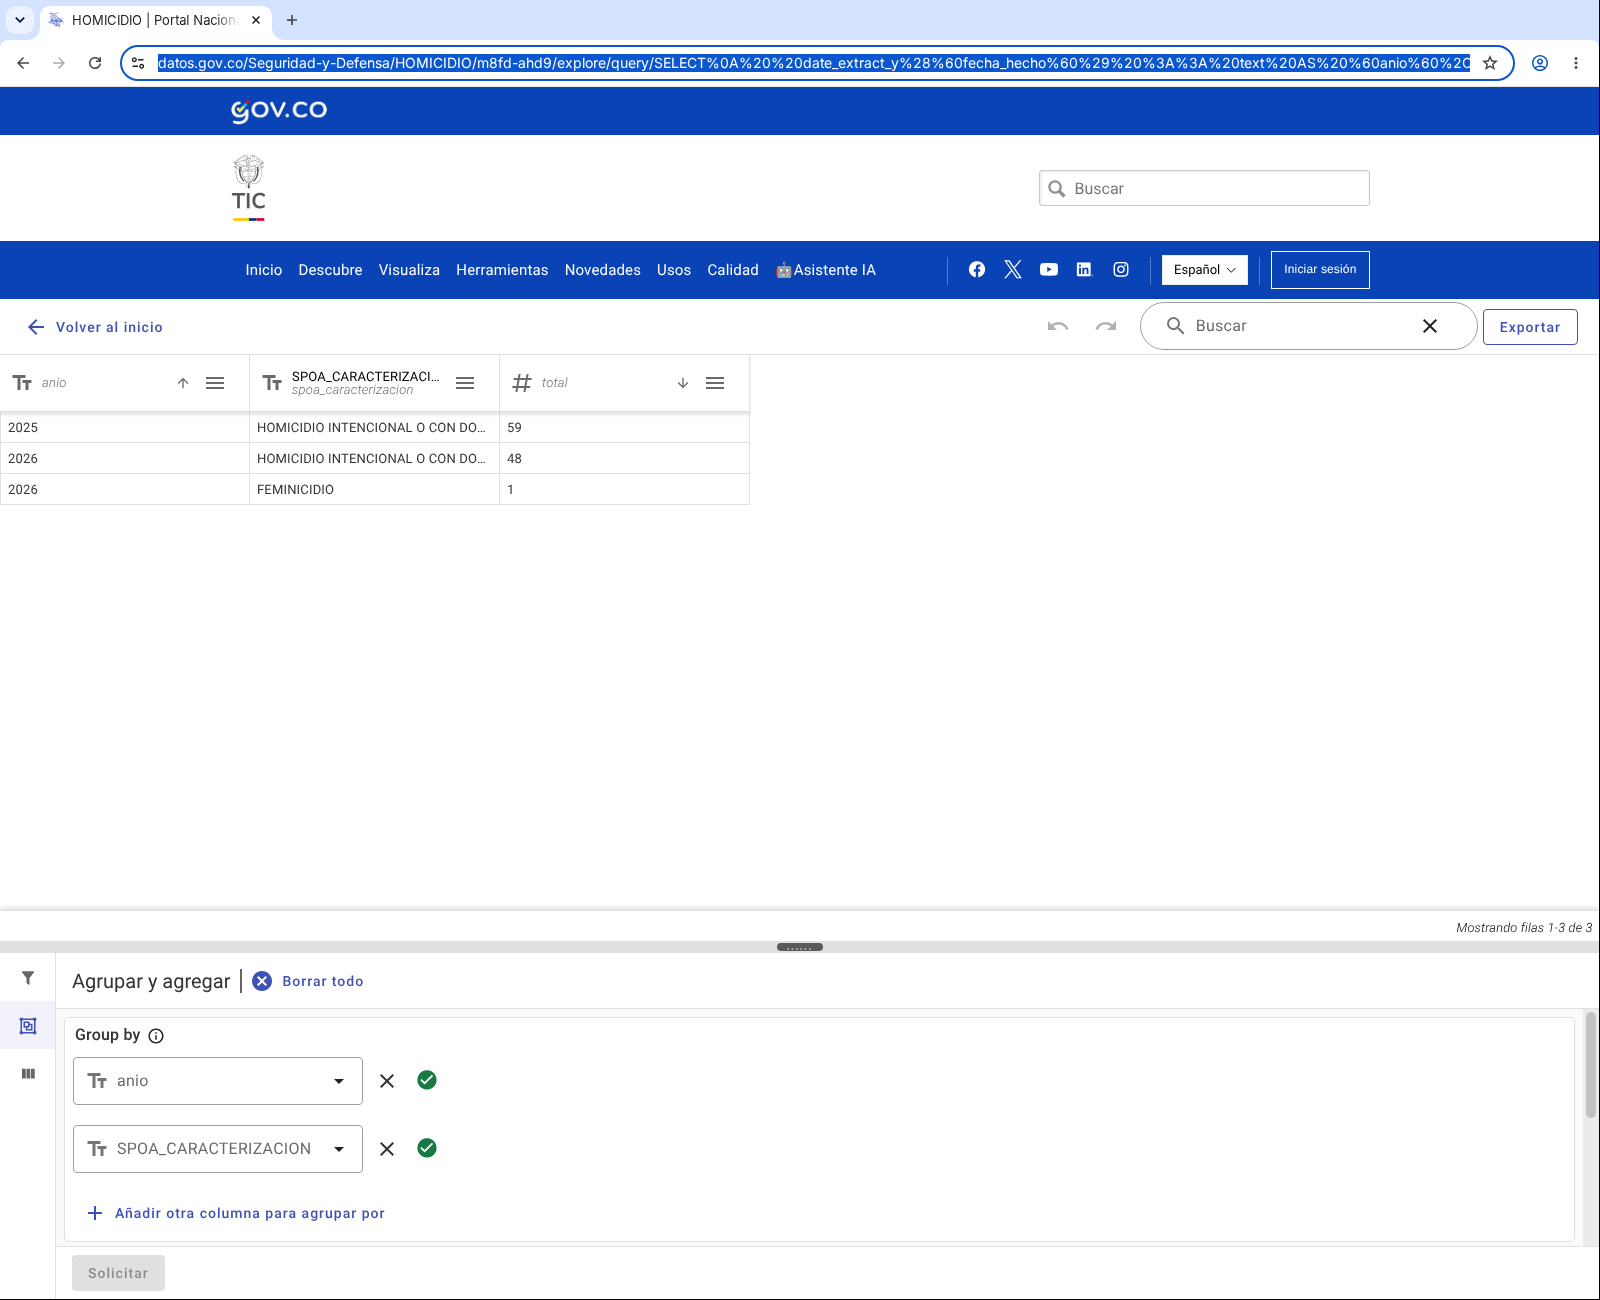 HOMICIDIO | Portal Nacion
datos.gov.co/Seguridad-y-Defensa/HOMICIDIO/m8fd-ahd9/explore/query/SELECT%0A%20%20date_extract_y%28%60fecha_hecho%60%29%20%3A%3A%20text%20AS%20%60anio%60%2C
GOV.CO
TIC
Buscar
Inicio Descubre Visualiza Herramientas Novedades Usos Calidad 🤖Asistente IA Español Iniciar sesión
Volver al inicio Buscar Exportar
anio SPOA_CARACTERIZACI... total
spoa_caracterizacion
2025 HOMICIDIO INTENCIONAL O CON DO... 59
2026 HOMICIDIO INTENCIONAL O CON DO... 48
2026 FEMINICIDIO 1
Mostrando filas 1-3 de 3
Agrupar y agregar | Borrar todo
Group by
anio
SPOA_CARACTERIZACION
Añadir otra columna para agrupar por
Solicitar